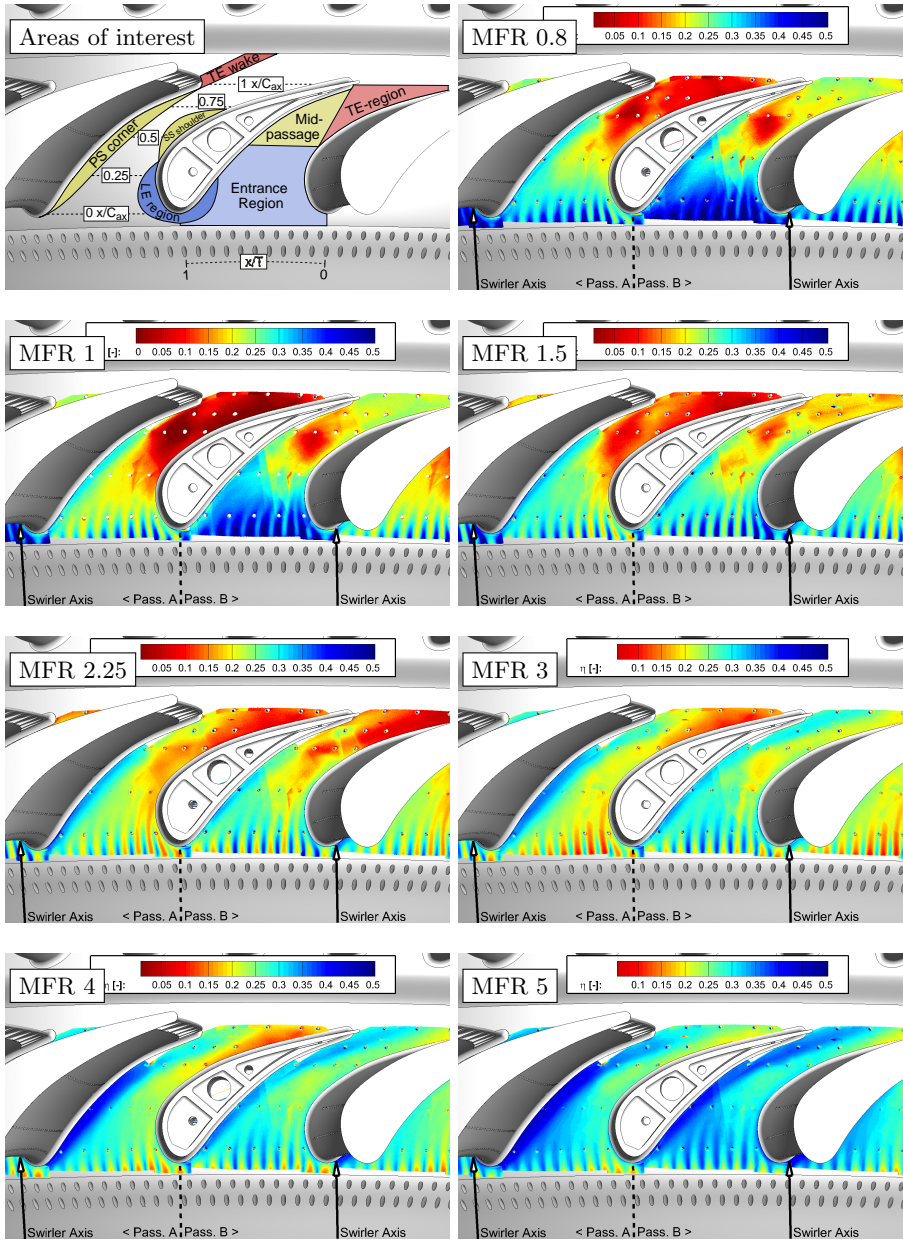 Areas of interest
TE wake
1 x/Cax
0.75
TE-region
SS shoulder
Mid-
passage
PS corner
0.5
0.25
LE region
Entrance
Region
0 x/Cax
1
x/τ
0
MFR 0.8
0.05 0.1 0.15 0.2 0.25 0.3 0.35 0.4 0.45 0.5
Swirler Axis
< Pass. A
Pass. B >
Swirler Axis
MFR 1
[-]:
0 0.05 0.1 0.15 0.2 0.25 0.3 0.35 0.4 0.45 0.5
Swirler Axis
< Pass. A
Pass. B >
Swirler Axis
MFR 1.5
0.05 0.1 0.15 0.2 0.25 0.3 0.35 0.4 0.45 0.5
Swirler Axis
< Pass. A
Pass. B >
Swirler Axis
MFR 2.25
0.05 0.1 0.15 0.2 0.25 0.3 0.35 0.4 0.45 0.5
Swirler Axis
< Pass. A
Pass. B >
Swirler Axis
MFR 3
η [-]:
0.1 0.15 0.2 0.25 0.3 0.35 0.4 0.45 0.5
Swirler Axis
< Pass. A
Pass. B >
Swirler Axis
MFR 4
η [-]:
0.05 0.1 0.15 0.2 0.25 0.3 0.35 0.4 0.45 0.5
Swirler Axis
< Pass. A
Pass. B >
Swirler Axis
MFR 5
η [-]:
0.1 0.15 0.2 0.25 0.3 0.35 0.4 0.45 0.5
Swirler Axis
< Pass. A
Pass. B >
Swirler Axis